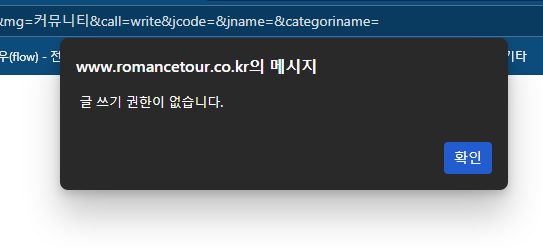 &mg=커뮤니티&call=write&jcode=&jname=&categoriname=
우(flow) - 전
기타
www.romancetour.co.kr의 메시지
글 쓰기 권한이 없습니다.
확인